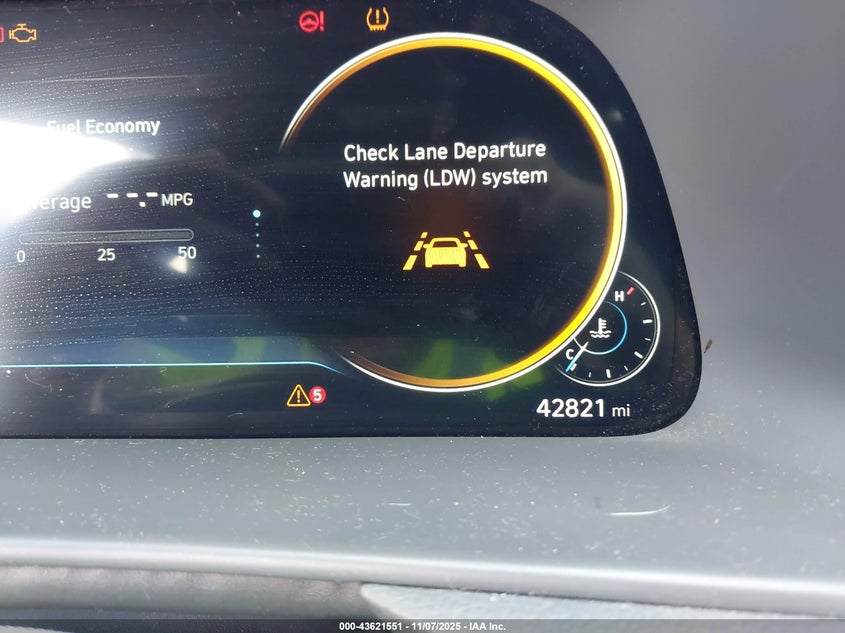 Fuel Economy
Check Lane Departure
Warning (LDW) system
--.- MPG
0 25 50
H
C
5
42821 mi
000-43621551 | 11/07/2025 - IAA Inc.